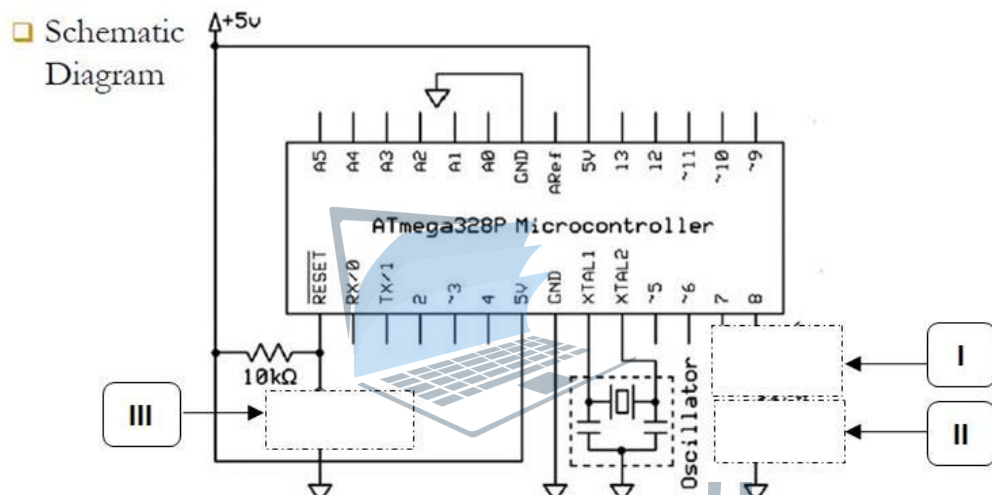 Schematic
Diagram
+5v
A5 A4 A3 A2 A1 A0 GND ARef 5V 13 12 ~11 ~10 ~9
ATmega328P Microcontroller
RESET RX/0 TX/1 2 ~3 4 5V GND XTAL1 XTAL2 ~5 ~6 7 8
10kΩ
Oscillator
I
II
III